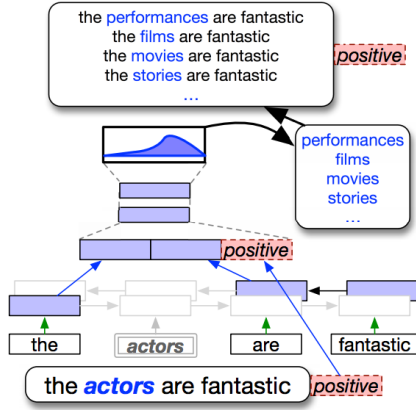 the performances are fantastic
the films are fantastic
the movies are fantastic
the stories are fantastic
...
positive
performances
films
movies
stories
...
positive
the
actors
are
fantastic
the actors are fantastic
positive